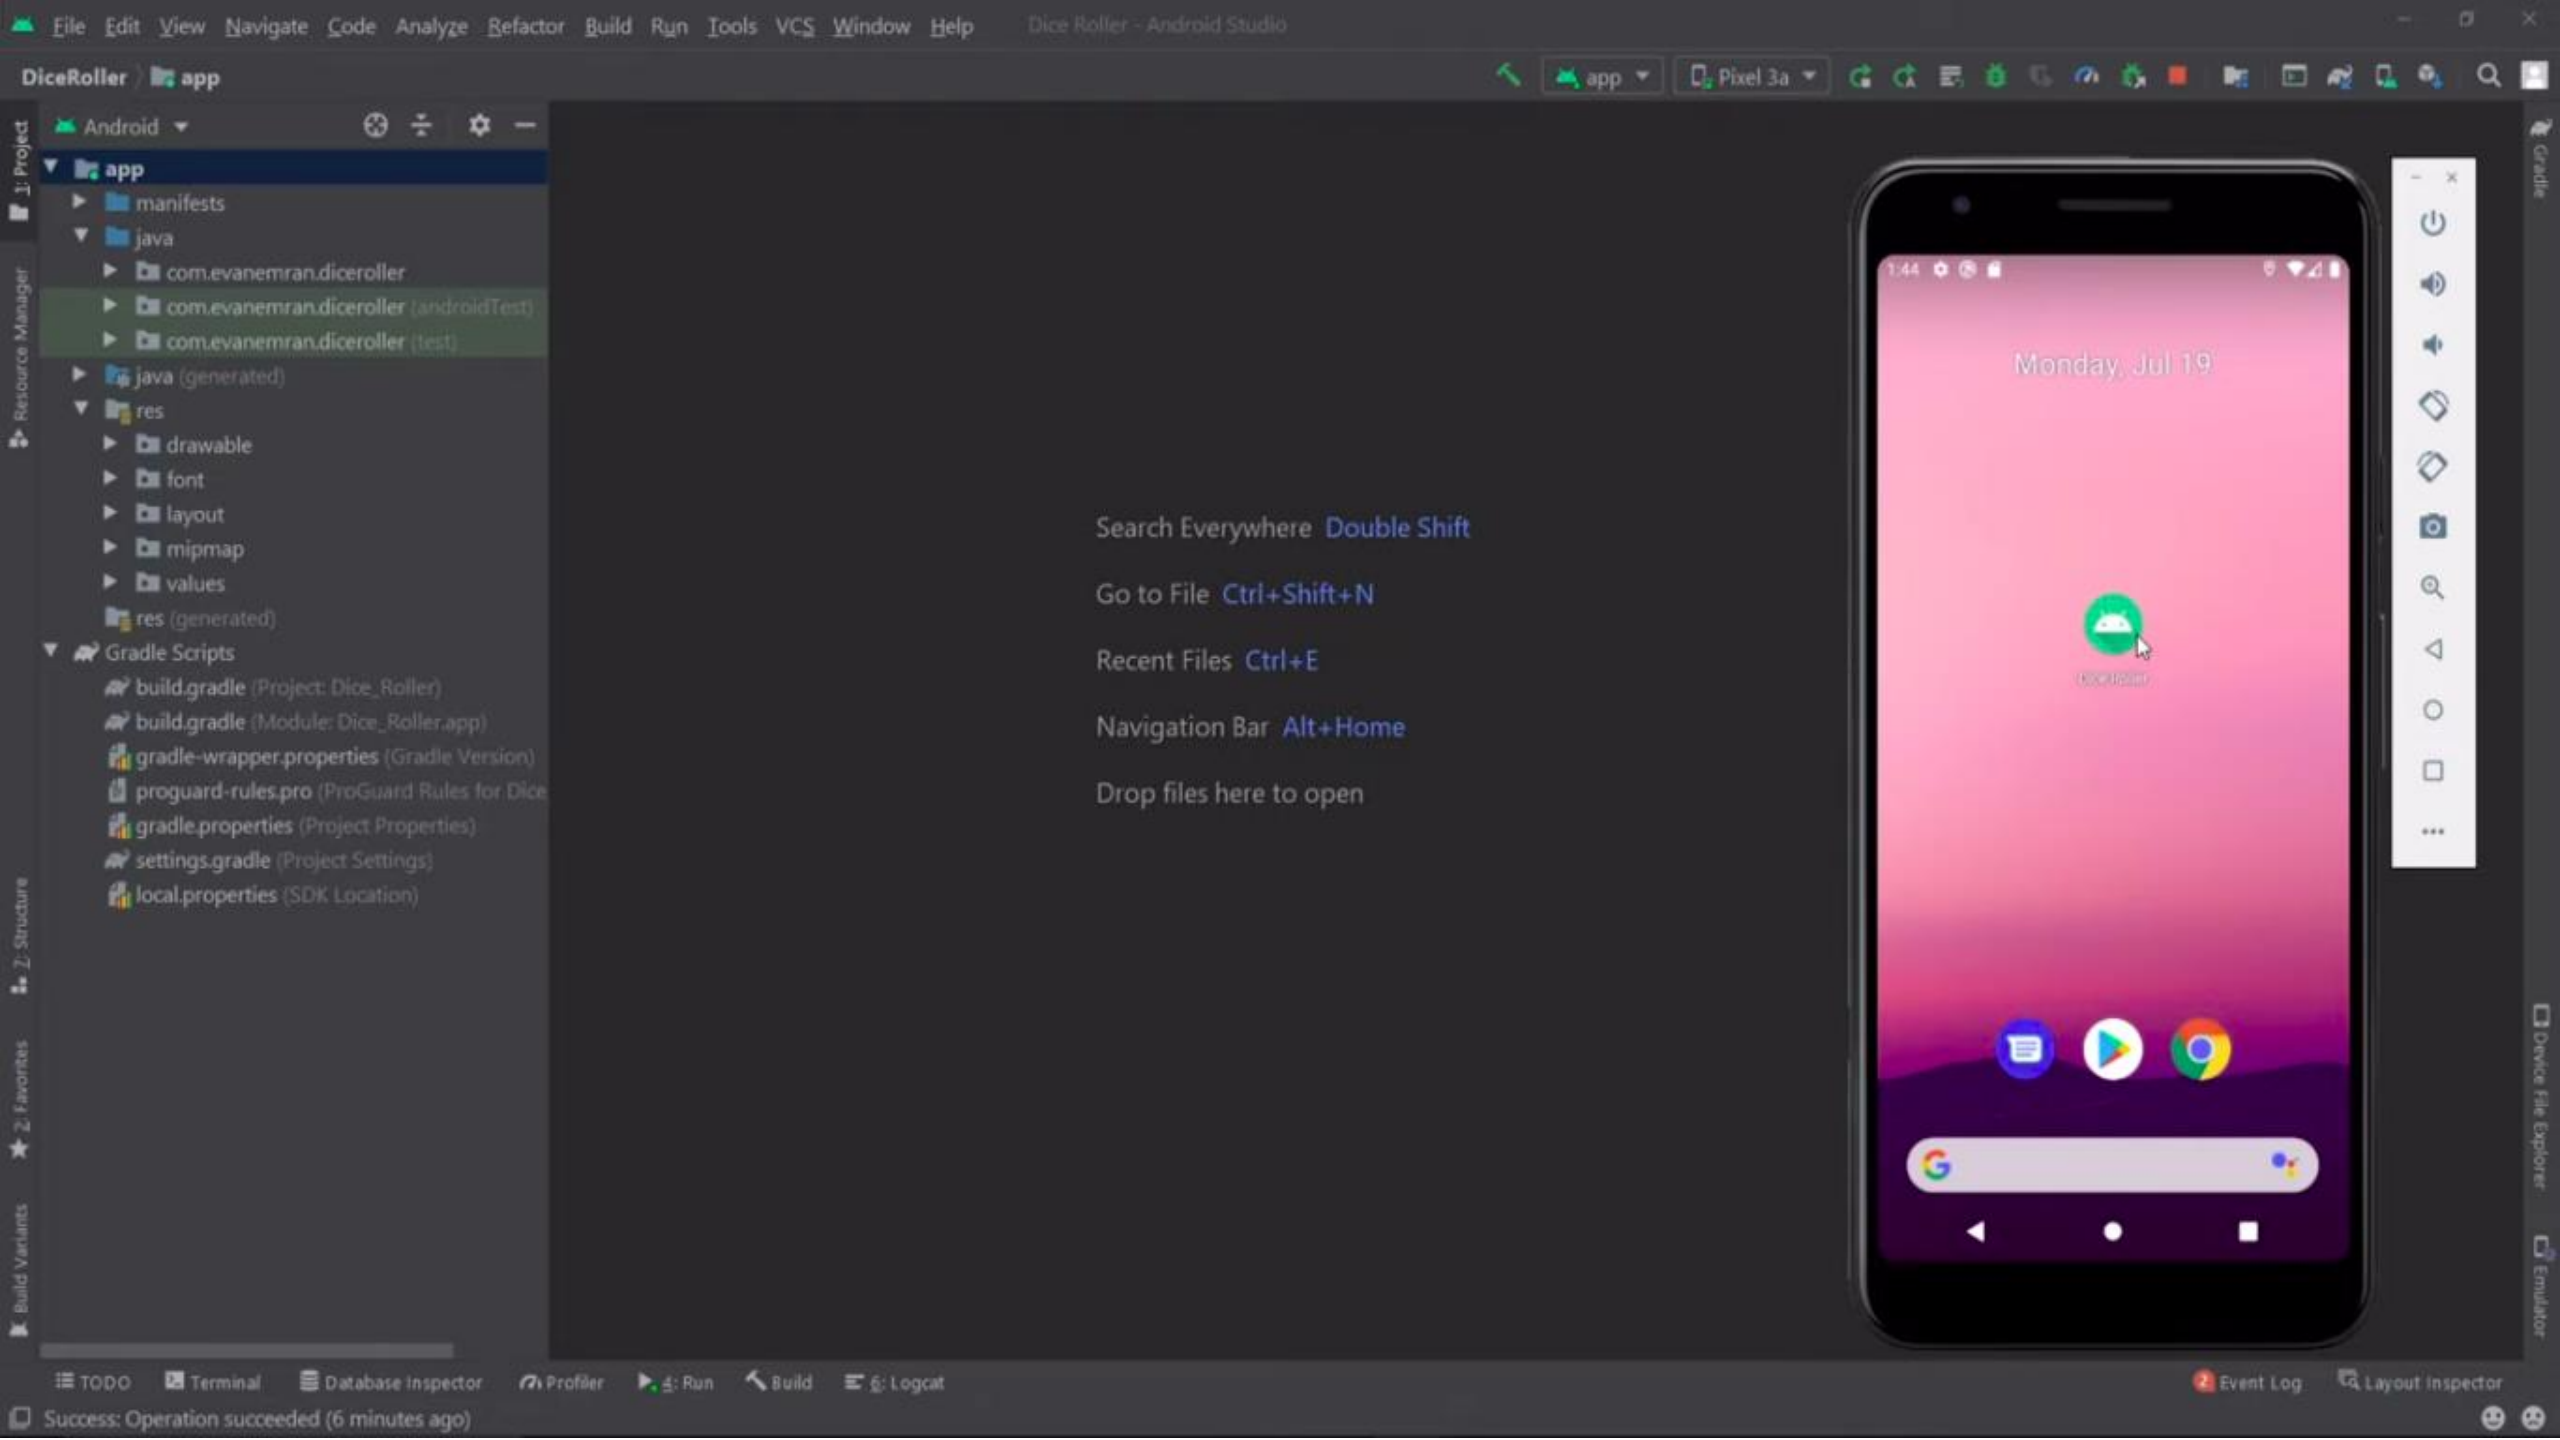 File Edit View Navigate Code Analyze Refactor Build Run Tools VCS Window Help Dice Roller - Android Studio
DiceRoller app
app Pixel 3a
Android
app
manifests
java
com.evanemran.diceroller
com.evanemran.diceroller (androidTest)
com.evanemran.diceroller (test)
java (generated)
res
drawable
font
layout
mipmap
values
res (generated)
Gradle Scripts
build.gradle (Project: Dice_Roller)
build.gradle (Module: Dice_Roller.app)
gradle-wrapper.properties (Gradle Version)
proguard-rules.pro (ProGuard Rules for Dice
gradle.properties (Project Properties)
settings.gradle (Project Settings)
local.properties (SDK Location)
1: Project
Resource Manager
Z: Structure
2: Favorites
Build Variants
Search Everywhere Double Shift
Go to File Ctrl+Shift+N
Recent Files Ctrl+E
Navigation Bar Alt+Home
Drop files here to open
1:44
Monday, Jul 19
Dice Roller
Gradle
Device File Explorer
Emulator
TODO Terminal Database Inspector Profiler 4: Run Build 6: Logcat 2 Event Log Layout Inspector
Success: Operation succeeded (6 minutes ago)